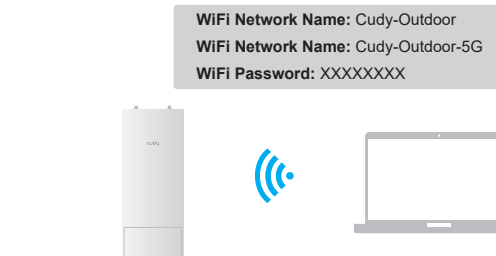 WiFi Network Name: Cudy-Outdoor
WiFi Network Name: Cudy-Outdoor-5G
WiFi Password: XXXXXXXX
cudy